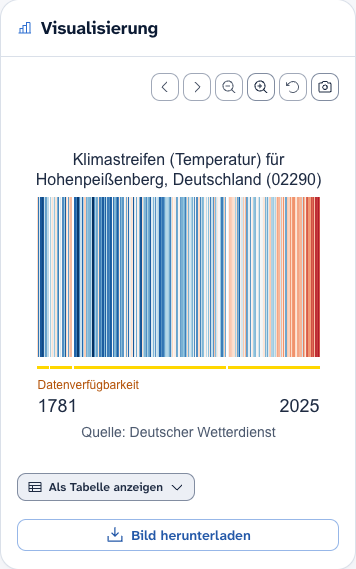 Visualisierung
Klimastreifen (Temperatur) für
Hohenpeißenberg, Deutschland (02290)
Datenverfügbarkeit
1781 2025
Quelle: Deutscher Wetterdienst
Als Tabelle anzeigen
Bild herunterladen